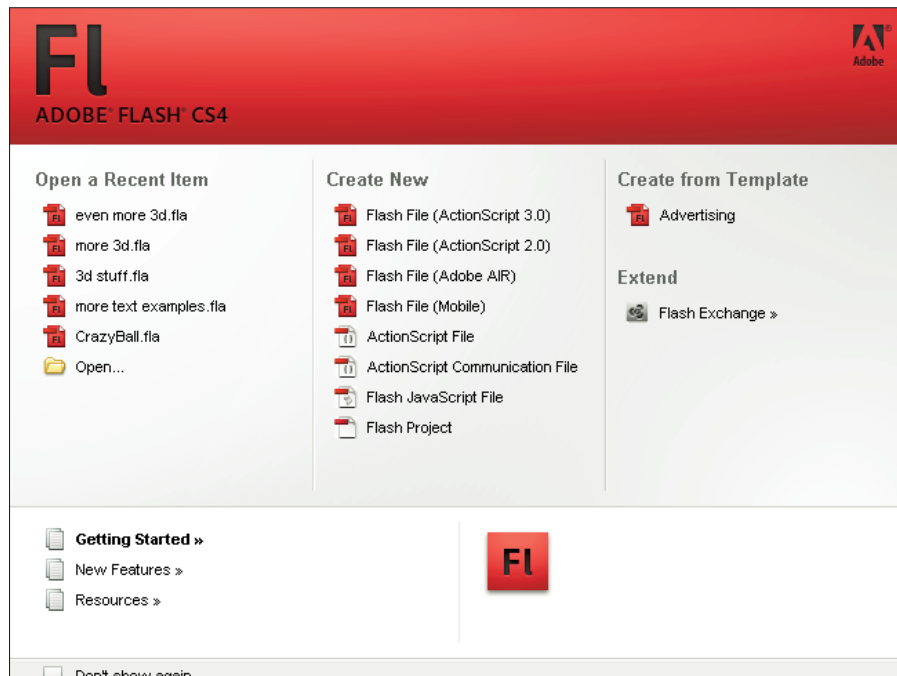 Fl
ADOBE® FLASH® CS4
Adobe®
Open a Recent Item
even more 3d.fla
more 3d.fla
3d stuff.fla
more text examples.fla
CrazyBall.fla
Open...
Create New
Flash File (ActionScript 3.0)
Flash File (ActionScript 2.0)
Flash File (Adobe AIR)
Flash File (Mobile)
ActionScript File
ActionScript Communication File
Flash JavaScript File
Flash Project
Create from Template
Advertising
Extend
Flash Exchange »
Getting Started »
New Features »
Resources »
Fl
Don't show again